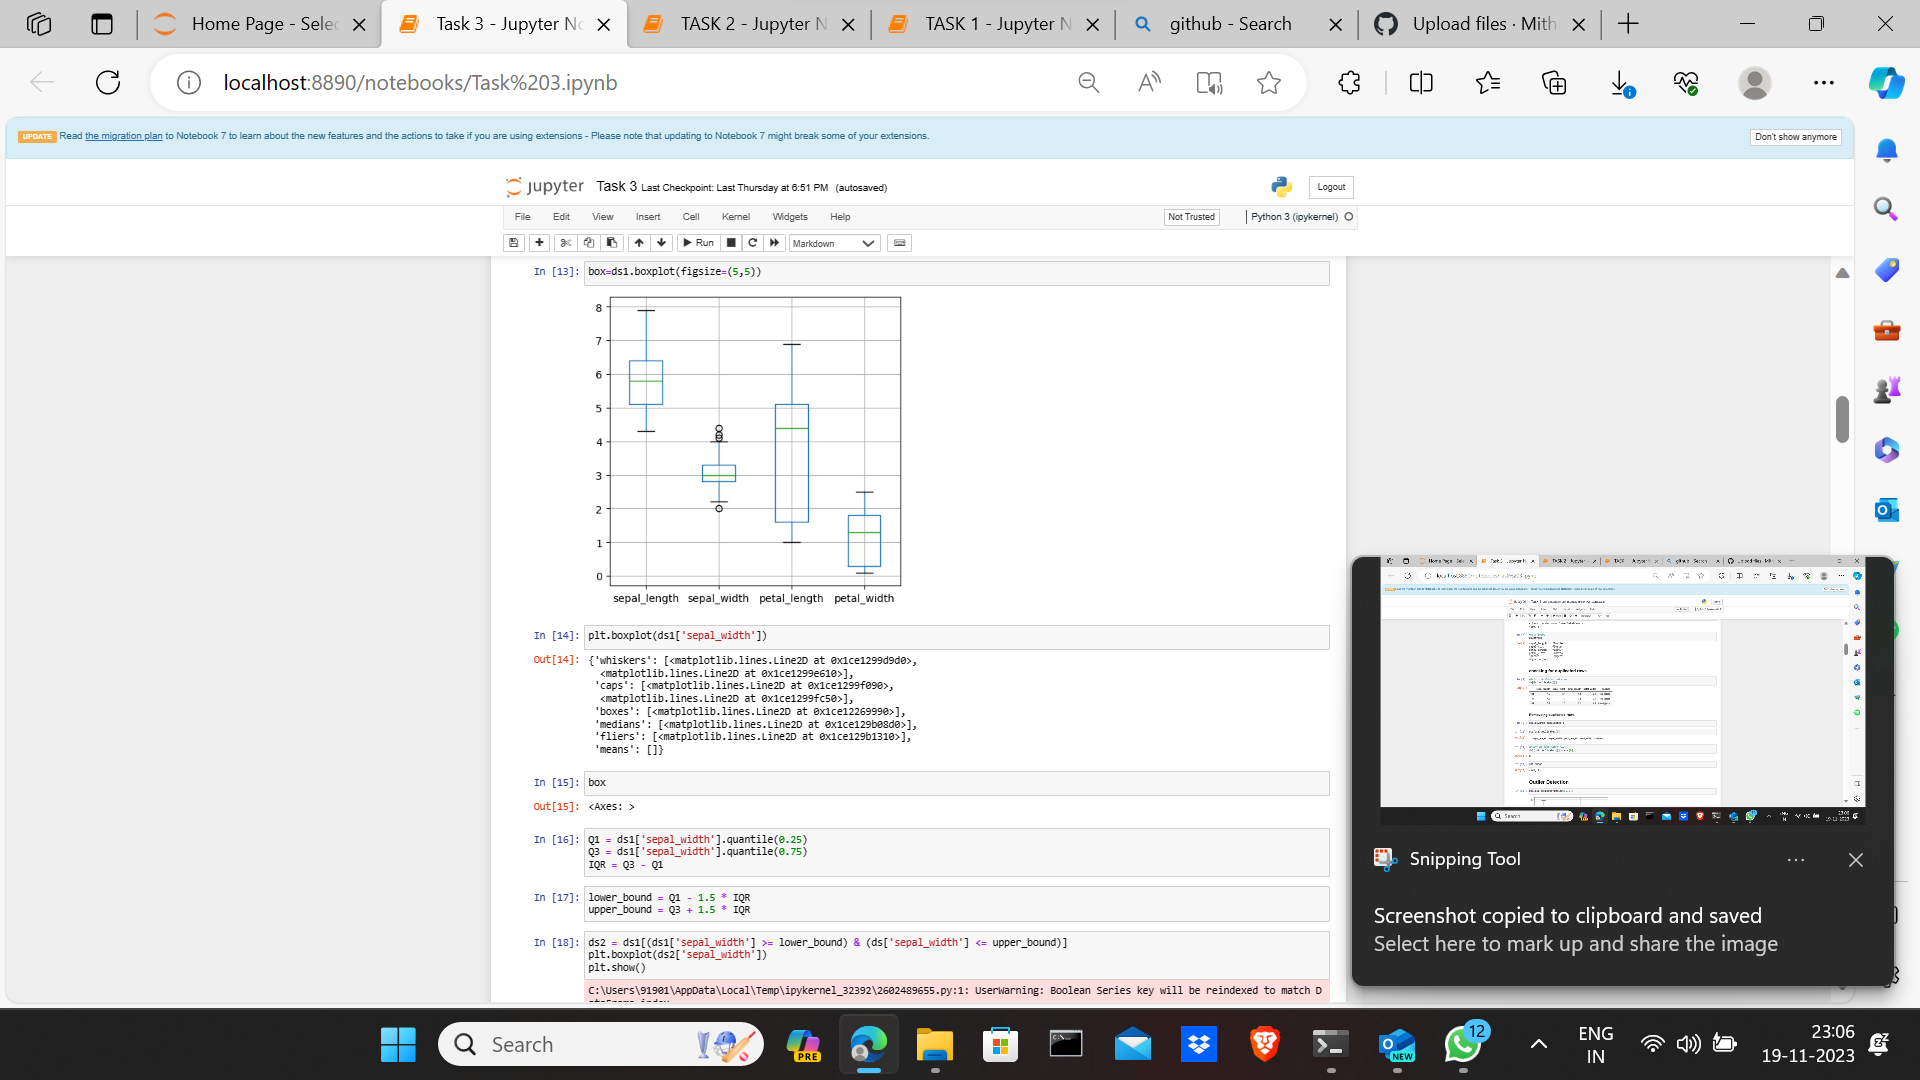 Home Page - Selec
Task 3 - Jupyter No
TASK 2 - Jupyter N
TASK 1 - Jupyter N
github - Search
Upload files · Mith
localhost:8890/notebooks/Task%203.ipynb
UPDATE Read the migration plan to Notebook 7 to learn about the new features and the actions to take if you are using extensions - Please note that updating to Notebook 7 might break some of your extensions.
Don't show anymore
jupyter Task 3 Last Checkpoint: Last Thursday at 6:51 PM (autosaved)
Logout
File Edit View Insert Cell Kernel Widgets Help
Not Trusted
Python 3 (ipykernel)
Run
Markdown
In [13]: box=ds1.boxplot(figsize=(5,5))
8
7
6
5
4
3
2
1
0
sepal_length sepal_width petal_length petal_width
In [14]: plt.boxplot(ds1['sepal_width'])
Out[14]: {'whiskers': [<matplotlib.lines.Line2D at 0x1ce1299d9d0>,
<matplotlib.lines.Line2D at 0x1ce1299e610>],
'caps': [<matplotlib.lines.Line2D at 0x1ce1299f090>,
<matplotlib.lines.Line2D at 0x1ce1299fc50>],
'boxes': [<matplotlib.lines.Line2D at 0x1ce12269990>],
'medians': [<matplotlib.lines.Line2D at 0x1ce129b08d0>],
'fliers': [<matplotlib.lines.Line2D at 0x1ce129b1310>],
'means': []}
In [15]: box
Out[15]: <Axes: >
In [16]: Q1 = ds1['sepal_width'].quantile(0.25)
Q3 = ds1['sepal_width'].quantile(0.75)
IQR = Q3 - Q1
In [17]: lower_bound = Q1 - 1.5 * IQR
upper_bound = Q3 + 1.5 * IQR
In [18]: ds2 = ds1[(ds1['sepal_width'] >= lower_bound) & (ds['sepal_width'] <= upper_bound)]
plt.boxplot(ds2['sepal_width'])
plt.show()
C:\Users\91901\AppData\Local\Temp\ipykernel_32392\2602489655.py:1: UserWarning: Boolean Series key will be reindexed to match D
Outlier Detection
Snipping Tool
Screenshot copied to clipboard and saved
Select here to mark up and share the image
Search
PRE
NEW
12
ENG
IN
23:06
19-11-2023